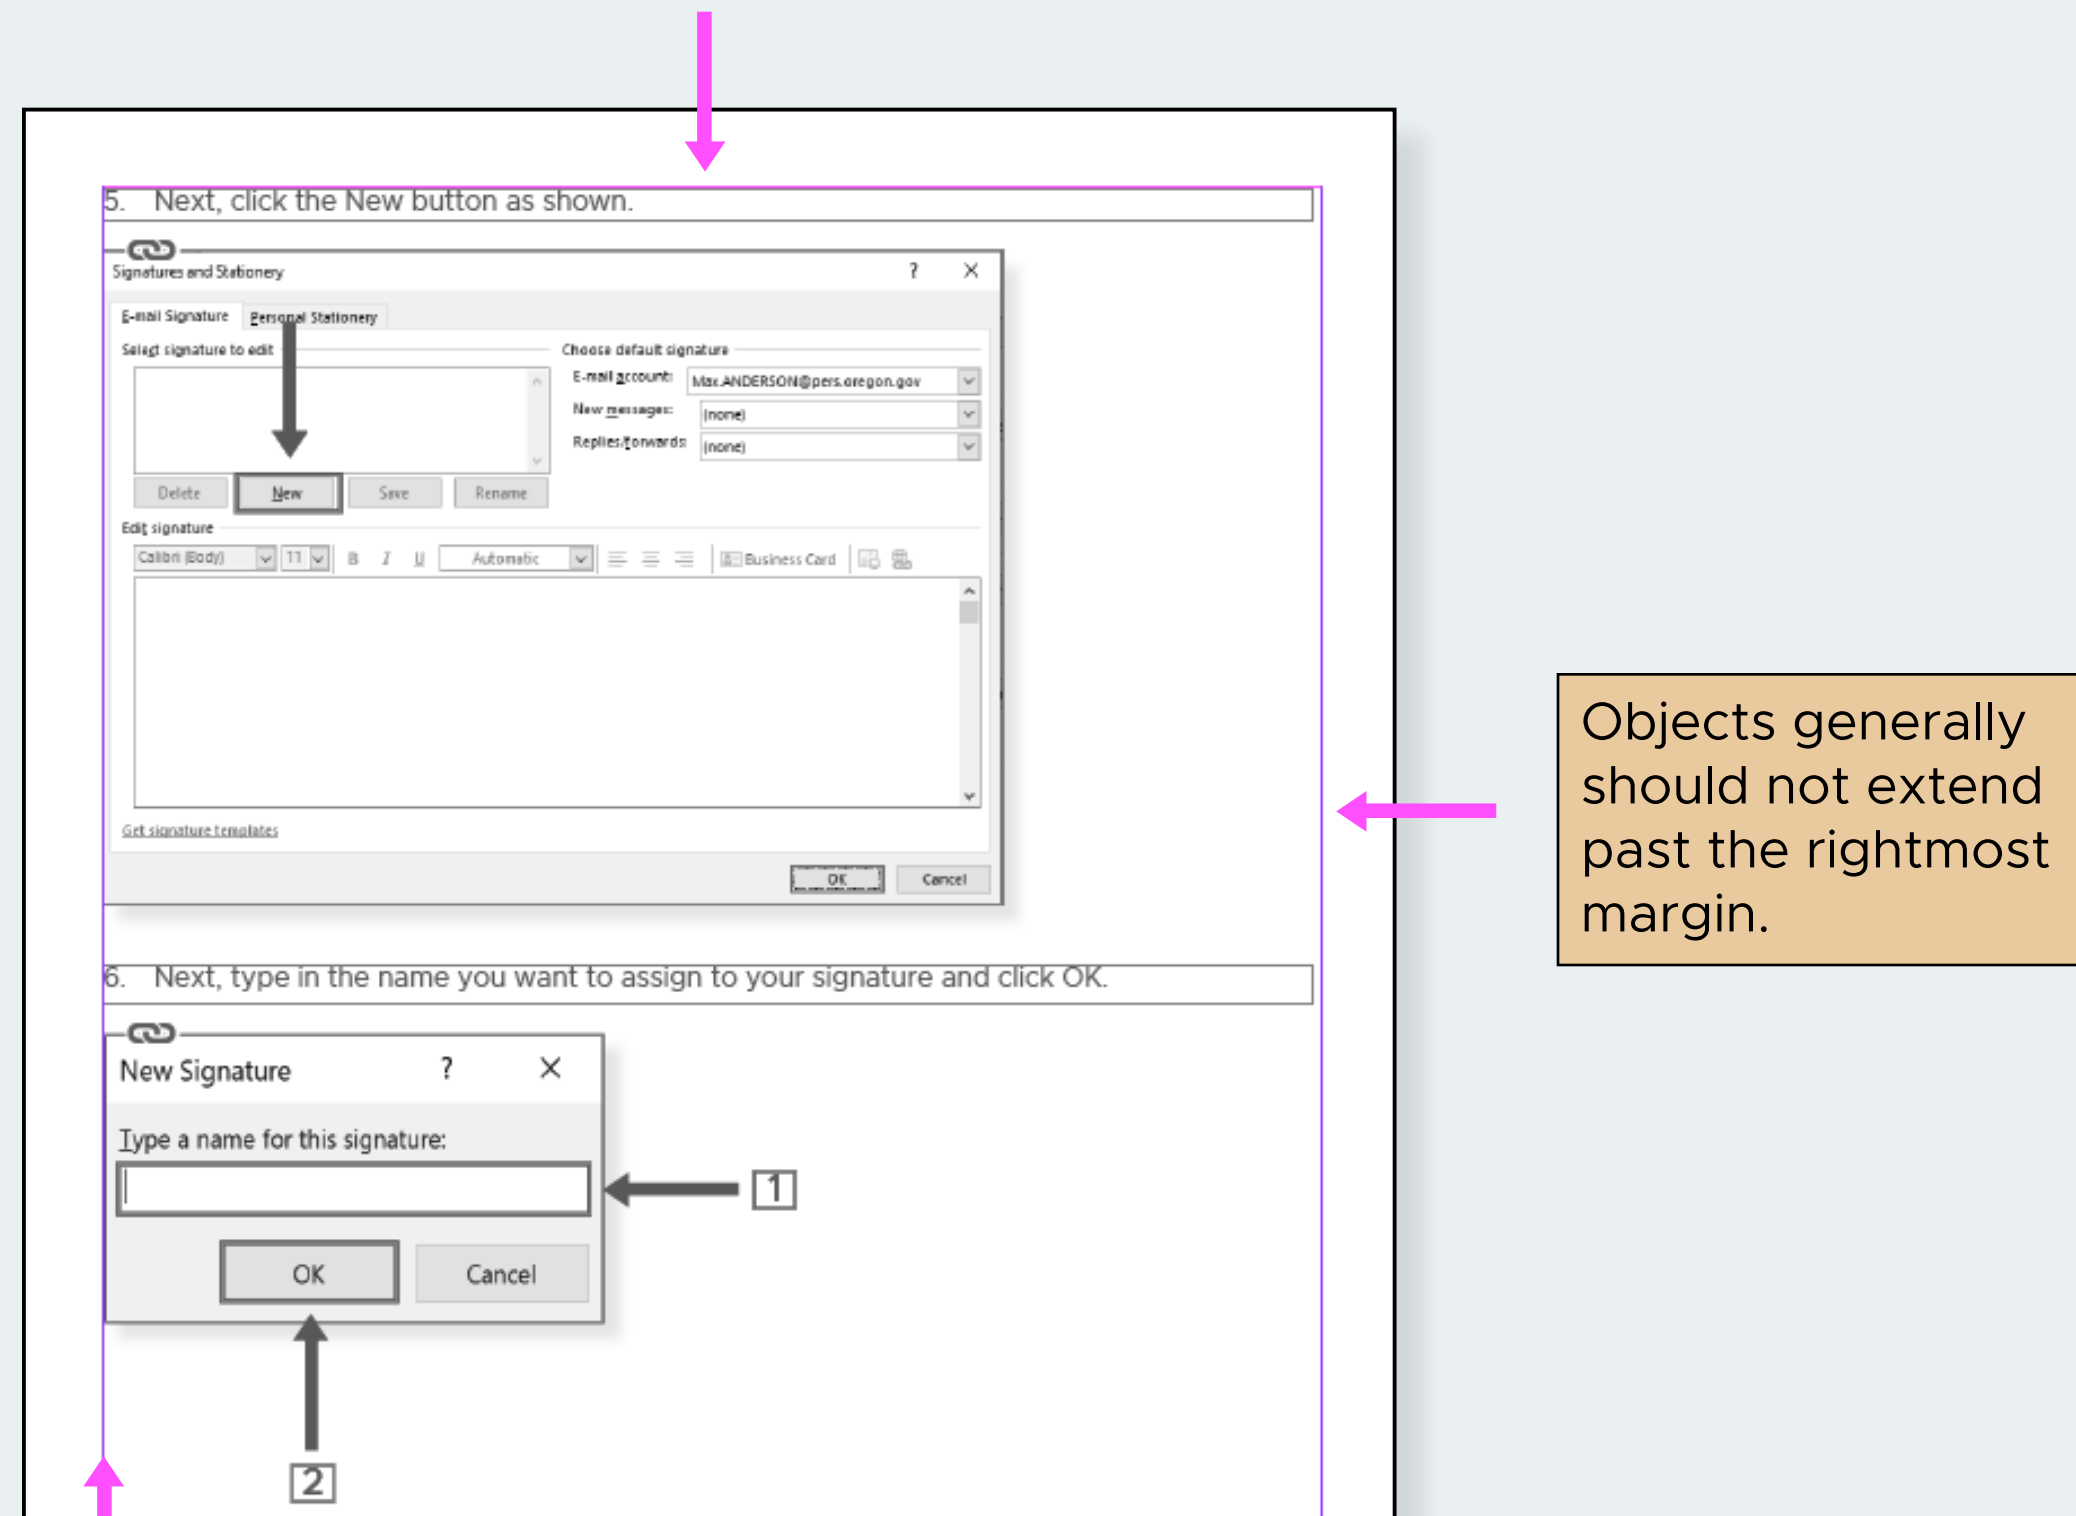 5. Next, click the New button as shown.
Signatures and Stationery ? X
E-mail Signature Personal Stationery
Select signature to edit
Choose default signature
E-mail account: Max.ANDERSON@pers.oregon.gov
New messages: (none)
Replies/forwards: (none)
Delete New Save Rename
Edit signature
Calibri (Body) 11 B I U Automatic Business Card
Get signature templates
OK Cancel
Objects generally
should not extend
past the rightmost
margin.
6. Next, type in the name you want to assign to your signature and click OK.
New Signature ? X
Type a name for this signature:
1
OK Cancel
2